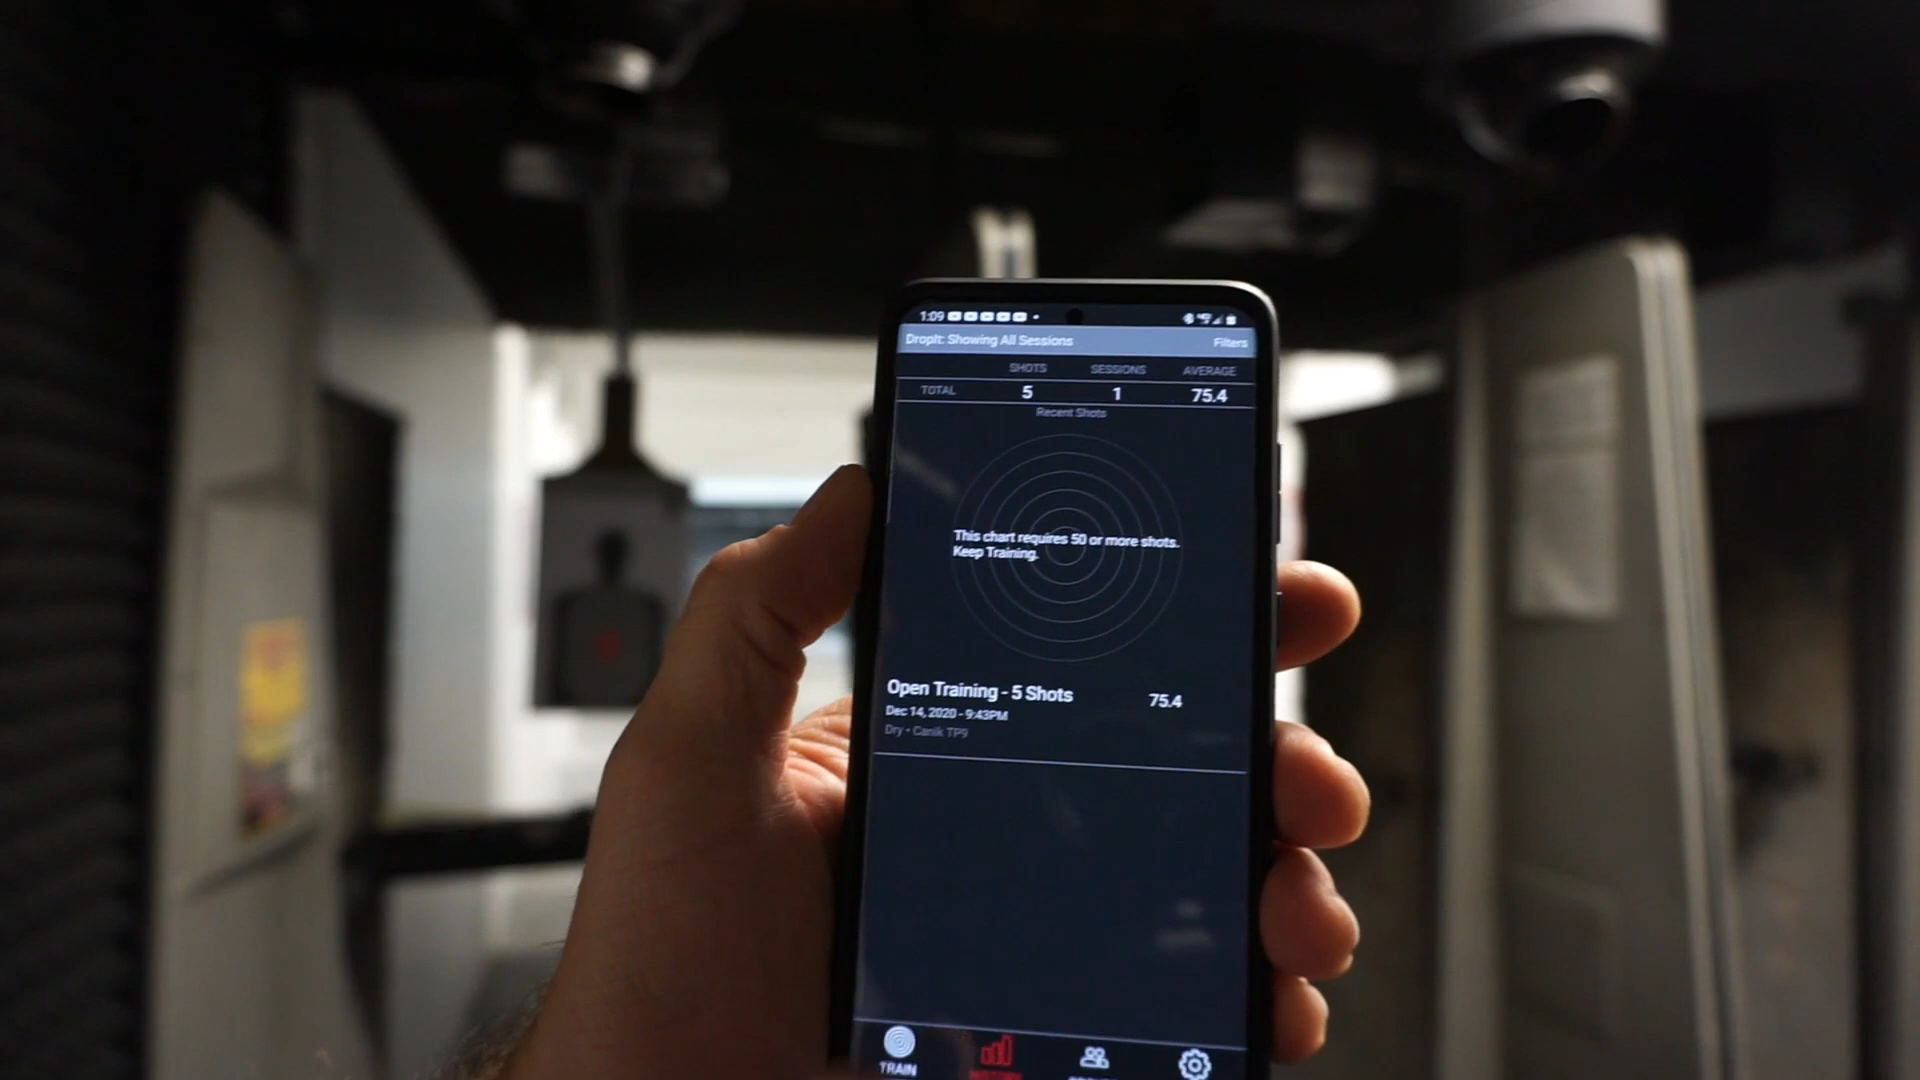 1:09
DropIt: Showing All Sessions Filters
SHOTS SESSIONS AVERAGE
TOTAL 5 1 75.4
Recent Shots
This chart requires 50 or more shots.
Keep Training.
Open Training - 5 Shots 75.4
Dec 14, 2020 - 9:43PM
Dry • Canik TP9
TRAIN HISTORY